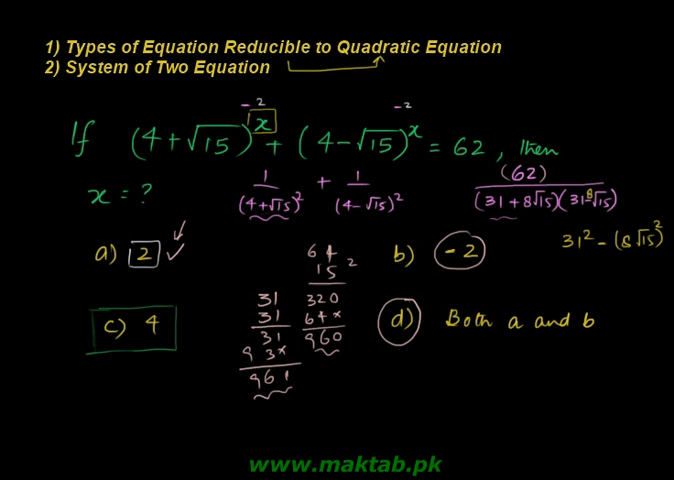 1) Types of Equation Reducible to Quadratic Equation
2) System of Two Equation
-2 -2
If (4+√15)^x + (4-√15)^x = 62, then
x = ?
1/(4+√15)² + 1/(4-√15)²
(62)/(31+8√15)(31-8√15)
31² - (8√15)²
a) 2 ✓
b) -2
64
15 2
320
64×
960
31
31
31
93×
961
c) 4
d) Both a and b
www.maktab.pk